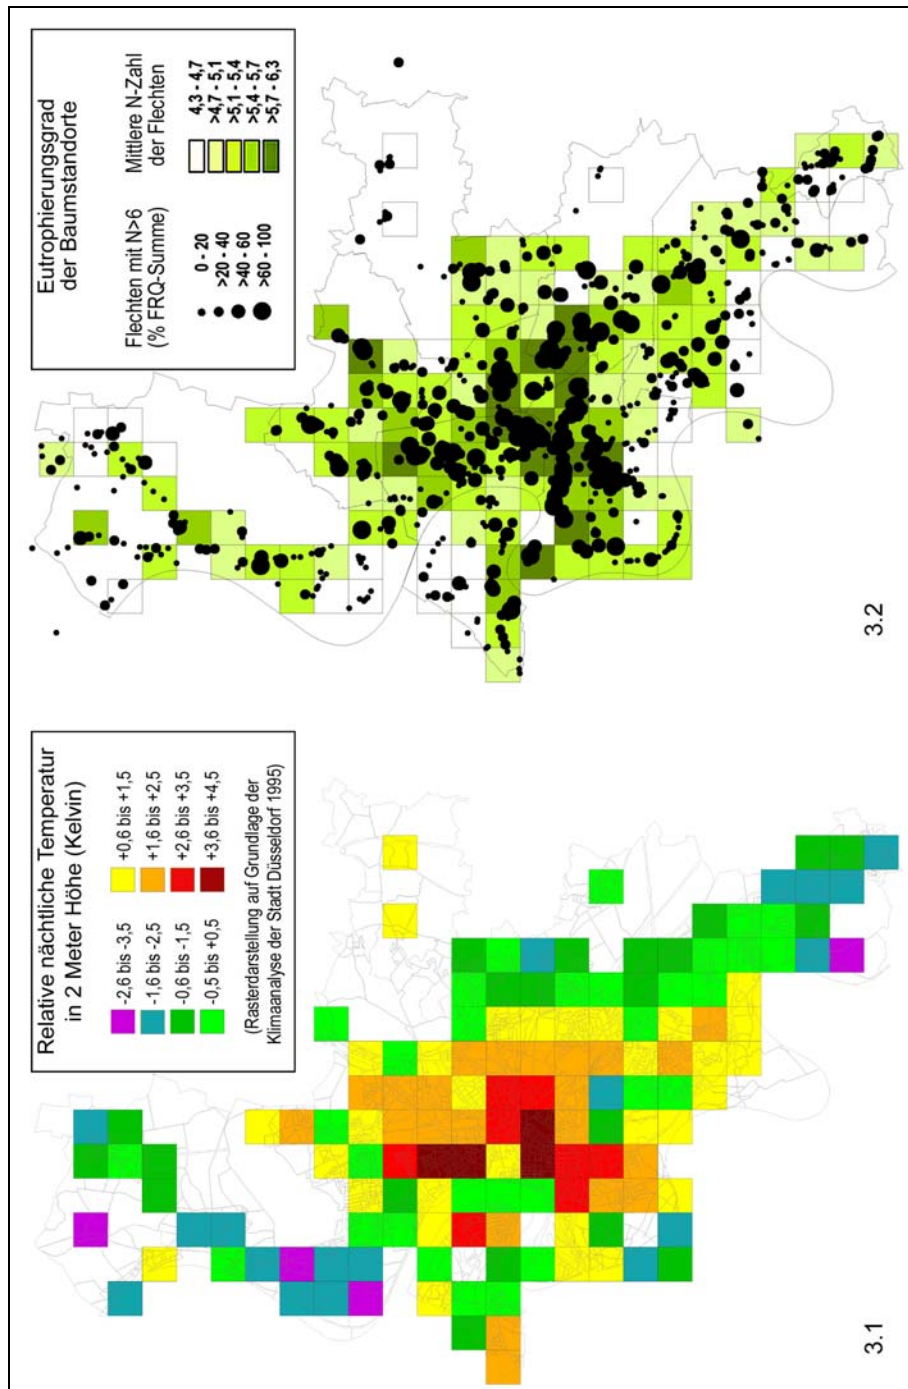 Relative nächtliche Temperatur
in 2 Meter Höhe (Kelvin)
-2,6 bis -3,5
-1,6 bis -2,5
-0,6 bis -1,5
-0,5 bis +0,5
+0,6 bis +1,5
+1,6 bis +2,5
+2,6 bis +3,5
+3,6 bis +4,5
(Rasterdarstellung auf Grundlage der
Klimaanalyse der Stadt Düsseldorf 1995)
3.1
Eutrophierungsgrad
der Baumstandorte
Flechten mit N>6
(% FRQ-Summe)
0 - 20
>20 - 40
>40 - 60
>60 - 100
Mittlere N-Zahl
der Flechten
4,3 - 4,7
>4,7 - 5,1
>5,1 - 5,4
>5,4 - 5,7
>5,7 - 6,3
3.2